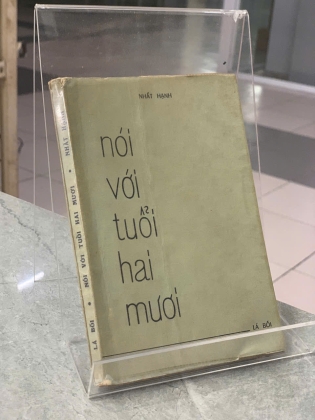 NHẤT HẠNH
nói
với
tuổi
hai
mươi
LÁ BỐI
LÁ BỐI * NÓI VỚI TUỔI HAI MƯƠI * NHẤT HẠNH